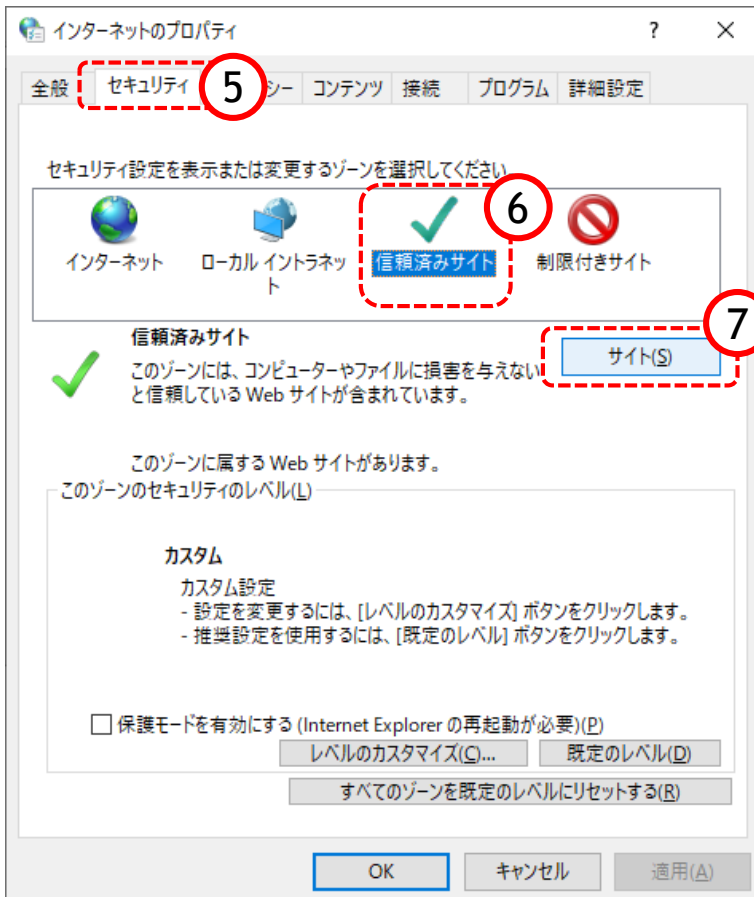 インターネットのプロパティ
?
×
全般
セキュリティ
5
シー
コンテンツ
接続
プログラム
詳細設定
セキュリティ設定を表示または変更するゾーンを選択してください
6
インターネット
ローカル イントラネッ
ト
信頼済みサイト
制限付きサイト
7
信頼済みサイト
サイト(S)
このゾーンには、コンピューターやファイルに損害を与えない
と信頼している Web サイトが含まれています。
このゾーンに属する Web サイトがあります。
このゾーンのセキュリティのレベル(L)
カスタム
カスタム設定
- 設定を変更するには、[レベルのカスタマイズ] ボタンをクリックします。
- 推奨設定を使用するには、[既定のレベル] ボタンをクリックします。
保護モードを有効にする (Internet Explorer の再起動が必要)(P)
レベルのカスタマイズ(C)...
既定のレベル(D)
すべてのゾーンを既定のレベルにリセットする(R)
OK
キャンセル
適用(A)